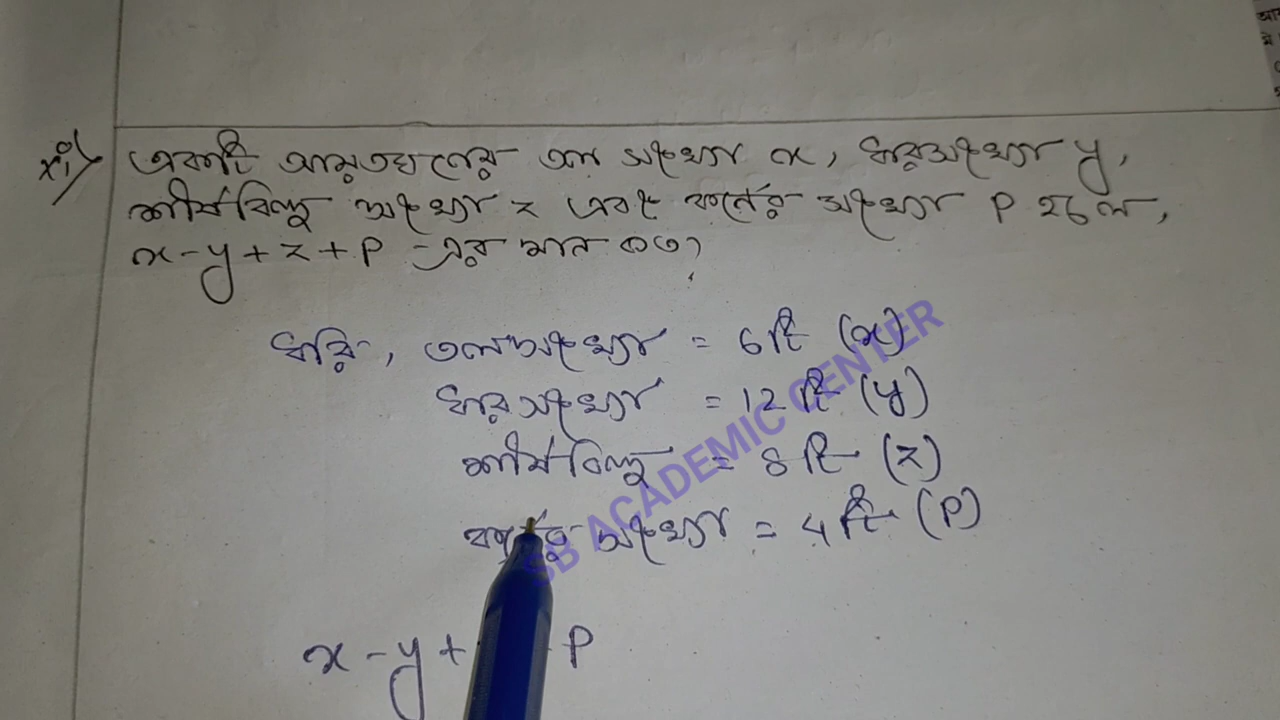 xi) একটি আয়তঘনের তল সংখ্যা x, ধারসংখ্যা y,
শীর্ষবিন্দু সংখ্যা z এবং কর্ণের সংখ্যা P হলে,
x - y + z + P -এর মান কত?
ধরি, তলসংখ্যা = 6টি (x)
ধারসংখ্যা = 12টি (y)
শীর্ষবিন্দু = 8টি (z)
কর্ণের সংখ্যা = 4টি (P)
x - y + P
SB ACADEMIC CENTER